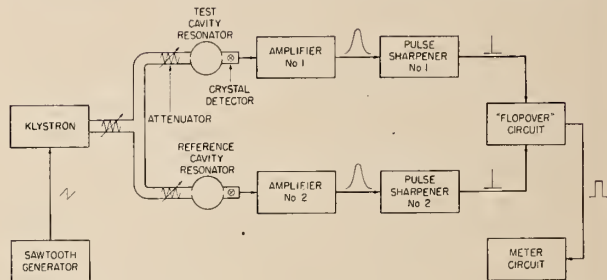 TEST
CAVITY
RESONATOR
CRYSTAL
DETECTOR
ATTENUATOR
AMPLIFIER
No 1
PULSE
SHARPENER
No 1
KLYSTRON
"FLOPOVER"
CIRCUIT
REFERENCE
CAVITY
RESONATOR
AMPLIFIER
No 2
PULSE
SHARPENER
No 2
SAWTOOTH
GENERATOR
METER
CIRCUIT